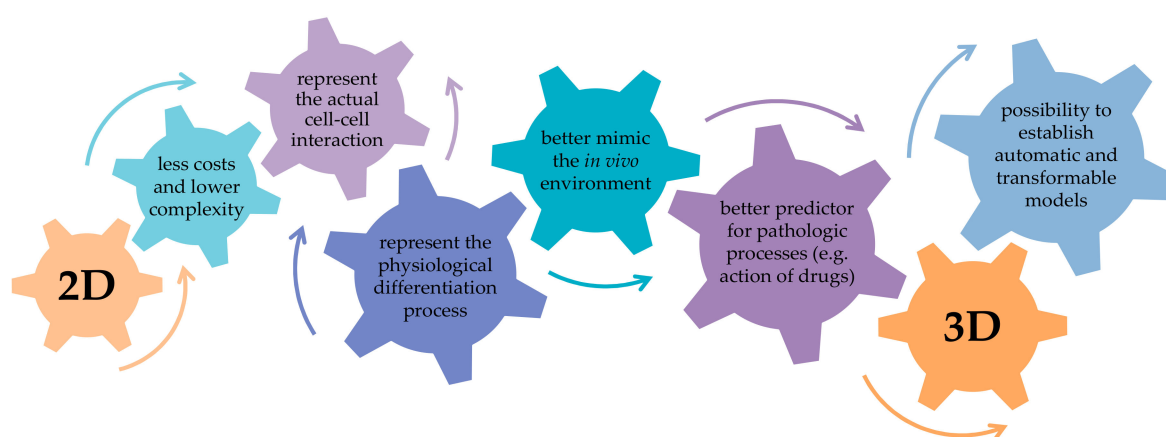 2D
less costs
and lower
complexity
represent
the actual
cell-cell
interaction
represent the
physiological
differentiation
process
better mimic
the in vivo
environment
better predictor
for pathologic
processes (e.g.
action of drugs)
3D
possibility to
establish
automatic and
transformable
models